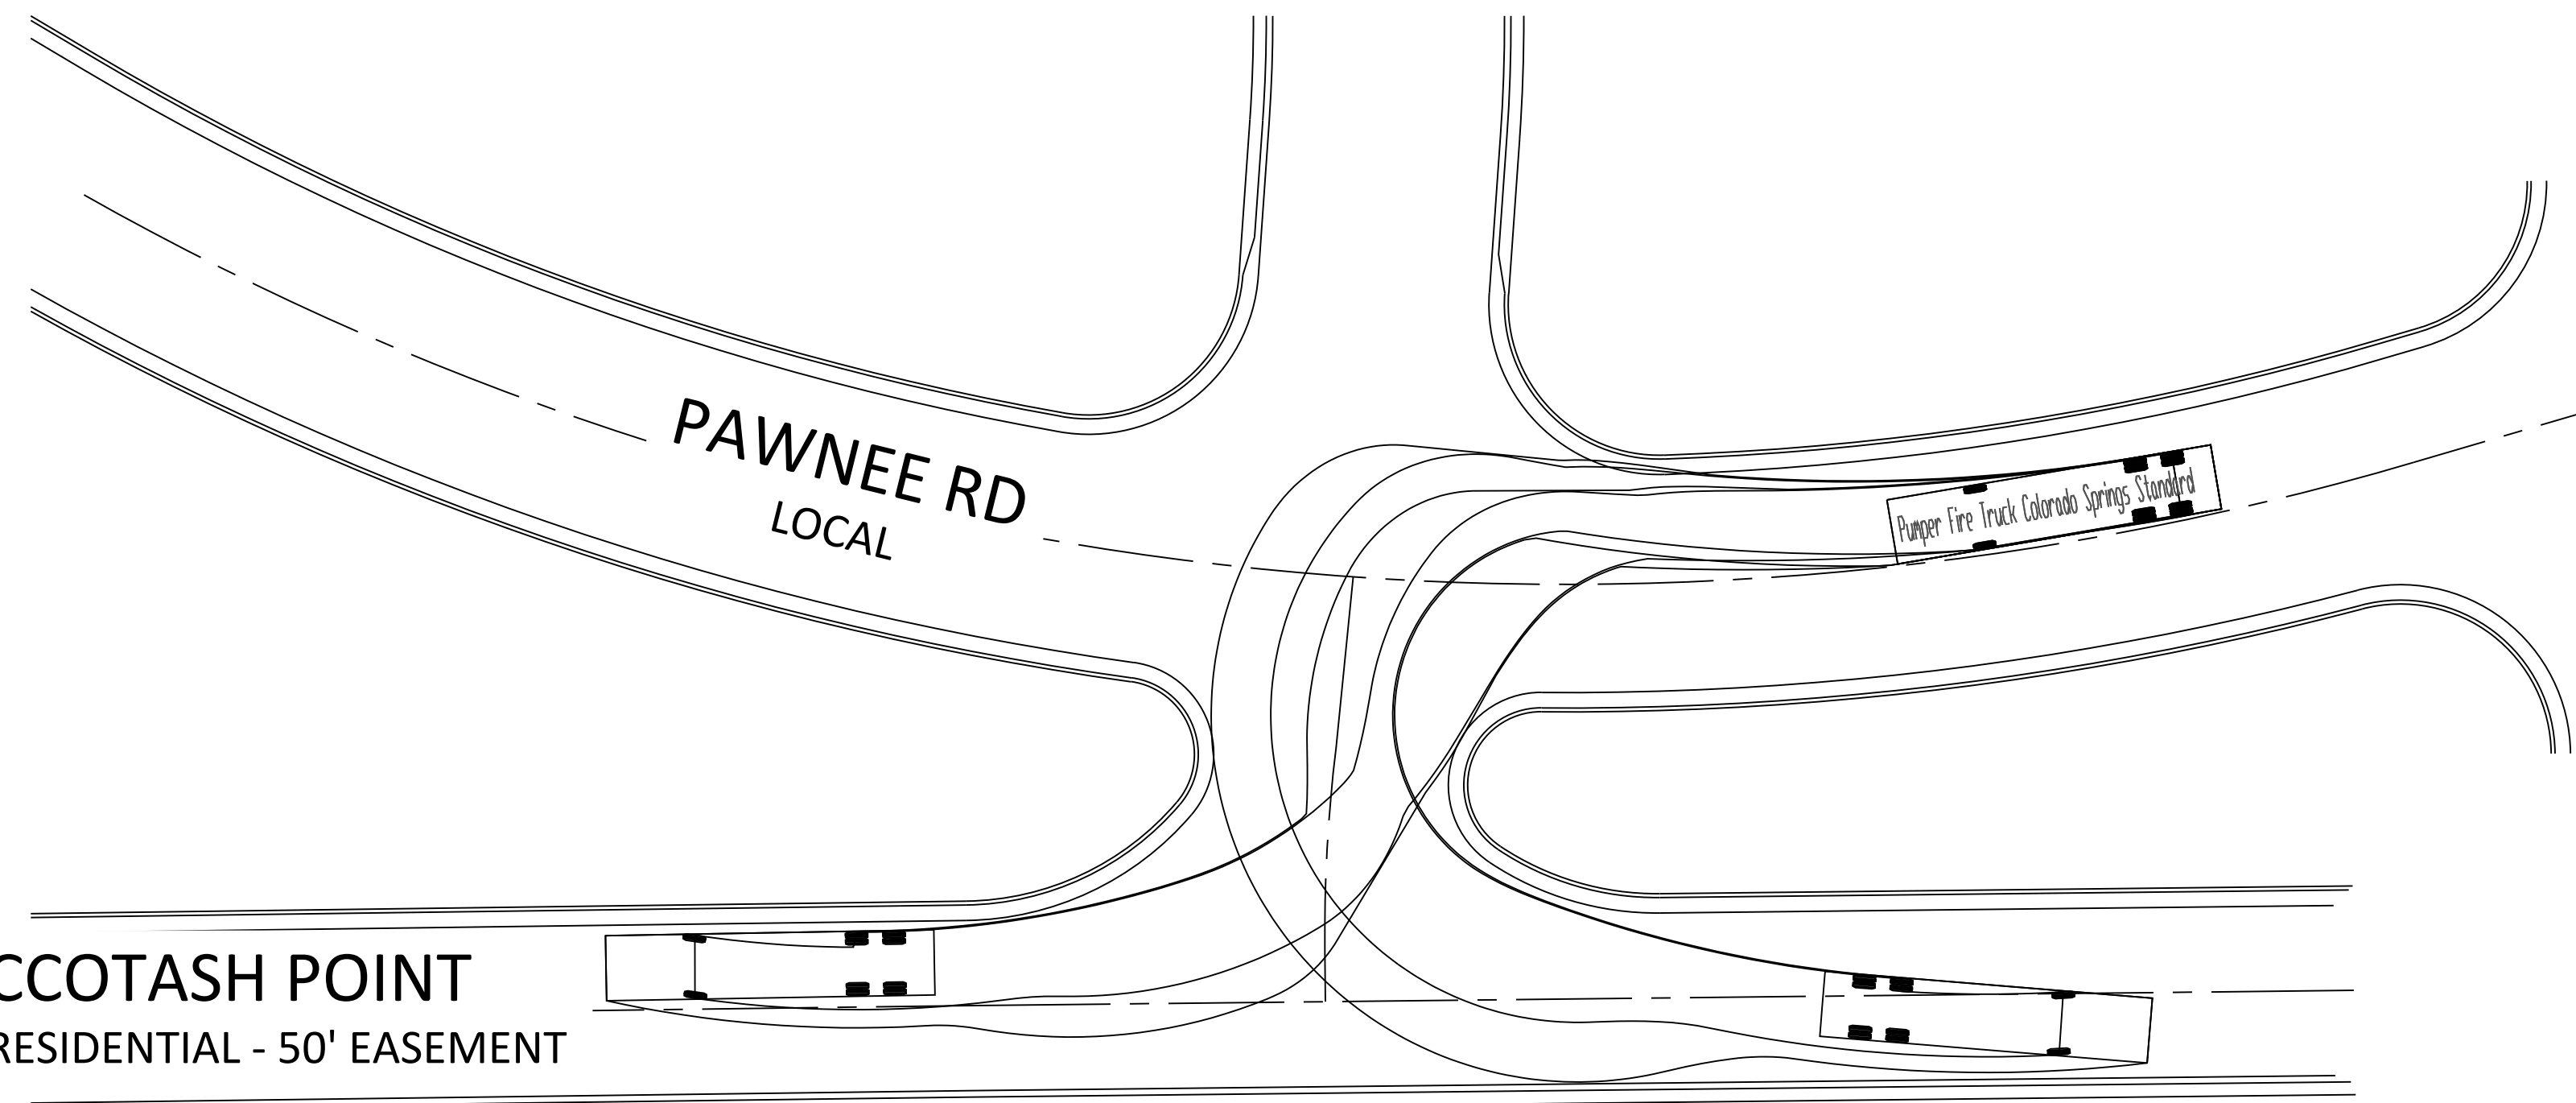 PAWNEE RD
LOCAL
Pumper Fire Truck Colorado Springs Standard
CCOTASH POINT
RESIDENTIAL - 50' EASEMENT